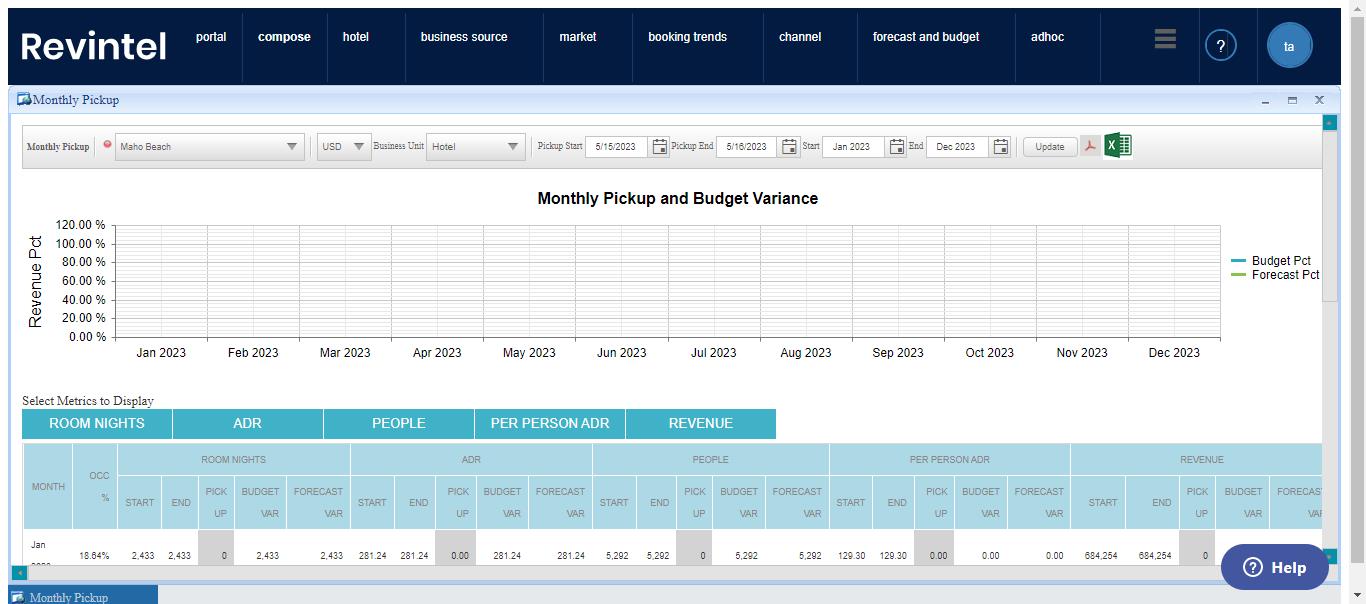 Revintel
portal compose hotel business source market booking trends channel forecast and budget adhoc ? ta
Monthly Pickup
Monthly Pickup Maho Beach USD Business Unit Hotel Pickup Start 5/15/2023 Pickup End 5/16/2023 Start Jan 2023 End Dec 2023 Update
Monthly Pickup and Budget Variance
Revenue Pct
120.00 %
100.00 %
80.00 %
60.00 %
40.00 %
20.00 %
0.00 %
Jan 2023 Feb 2023 Mar 2023 Apr 2023 May 2023 Jun 2023 Jul 2023 Aug 2023 Sep 2023 Oct 2023 Nov 2023 Dec 2023
Budget Pct
Forecast Pct
Select Metrics to Display
ROOM NIGHTS ADR PEOPLE PER PERSON ADR REVENUE
MONTH OCC % ROOM NIGHTS ADR PEOPLE PER PERSON ADR REVENUE
START END PICK UP BUDGET VAR FORECAST VAR START END PICK UP BUDGET VAR FORECAST VAR START END PICK UP BUDGET VAR FORECAST VAR START END PICK UP BUDGET VAR FORECAST VAR START END PICK UP BUDGET VAR
Jan 18.64% 2,433 2,433 0 2,433 2,433 281.24 281.24 0.00 281.24 281.24 5,292 5,292 0 5,292 5,292 129.30 129.30 0.00 0.00 0.00 684,254 684,254 0
? Help
Monthly Pickup